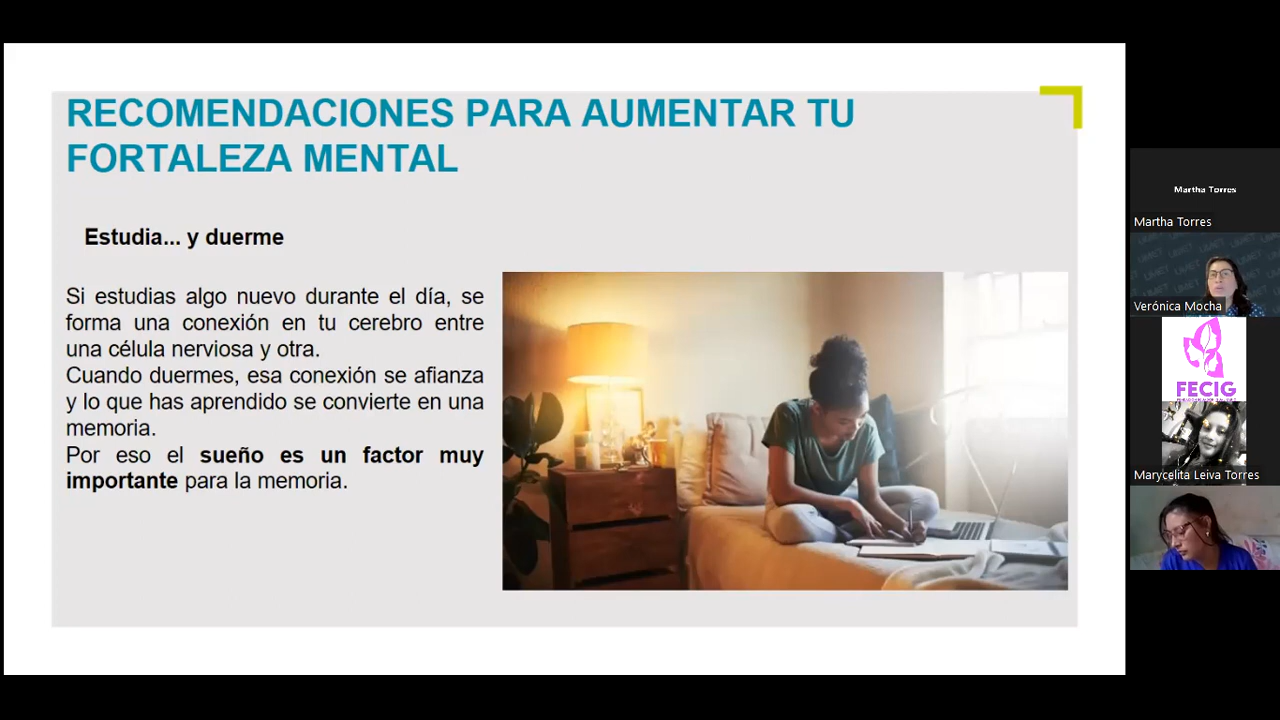 RECOMENDACIONES PARA AUMENTAR TU
FORTALEZA MENTAL
Estudia... y duerme
Si estudias algo nuevo durante el día, se
forma una conexión en tu cerebro entre
una célula nerviosa y otra.
Cuando duermes, esa conexión se afianza
y lo que has aprendido se convierte en una
memoria.
Por eso el sueño es un factor muy
importante para la memoria.
Martha Torres
Martha Torres
Verónica Mocha
FECIG
Marycelita Leiva Torres